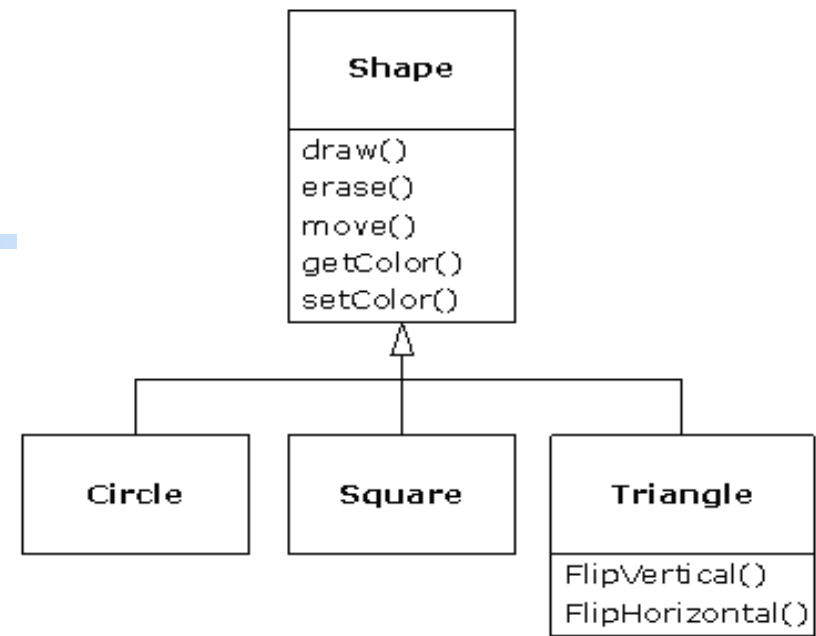 Shape
draw()
erase()
move()
getColor()
setColor()
Circle
Square
Triangle
FlipVertical()
FlipHorizontal()